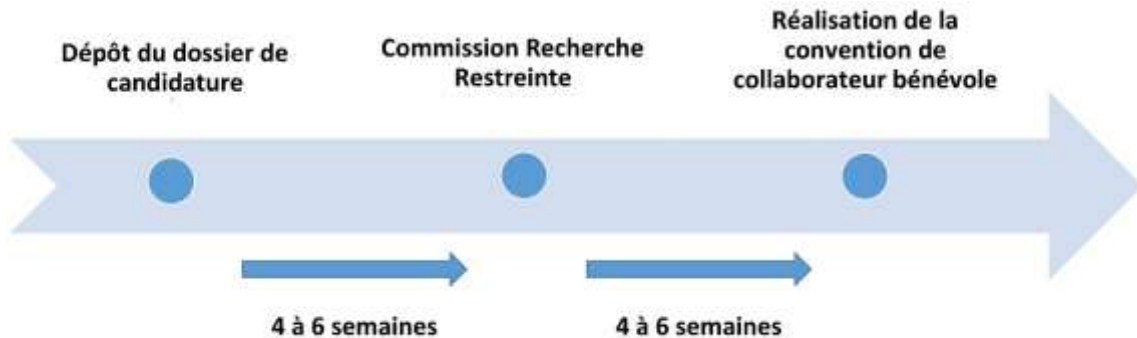 Dépôt du dossier de
candidature
Commission Recherche
Restreinte
Réalisation de la
convention de
collaborateur bénévole
4 à 6 semaines
4 à 6 semaines